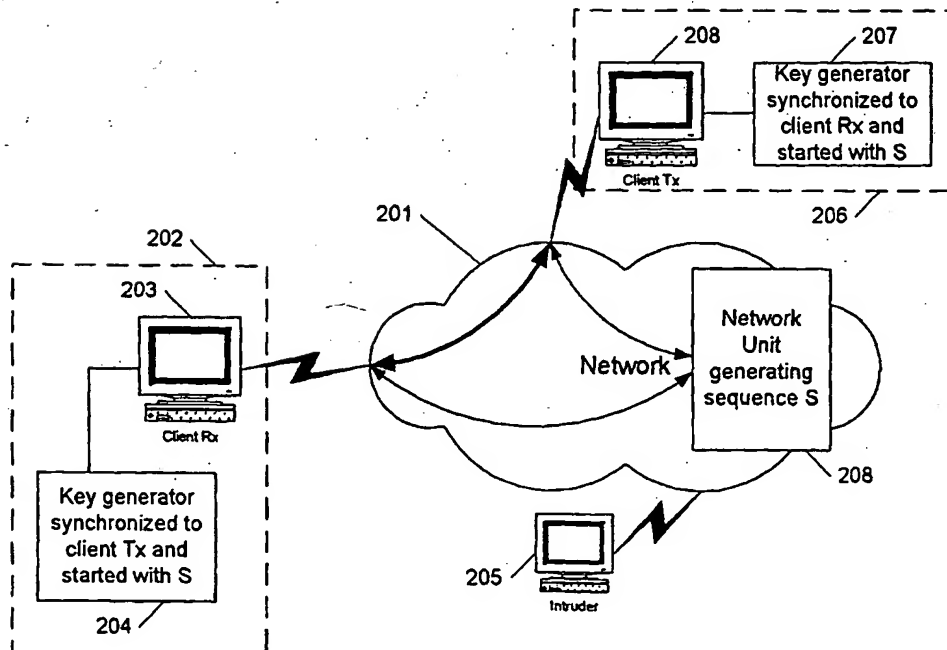 208
207
Key generator
synchronized to
client Rx and
started with S
Client Tx
206
201
202
203
Client Rx
Key generator
synchronized to
client Tx and
started with S
204
Network
Network
Unit
generating
sequence S
208
205
Intruder